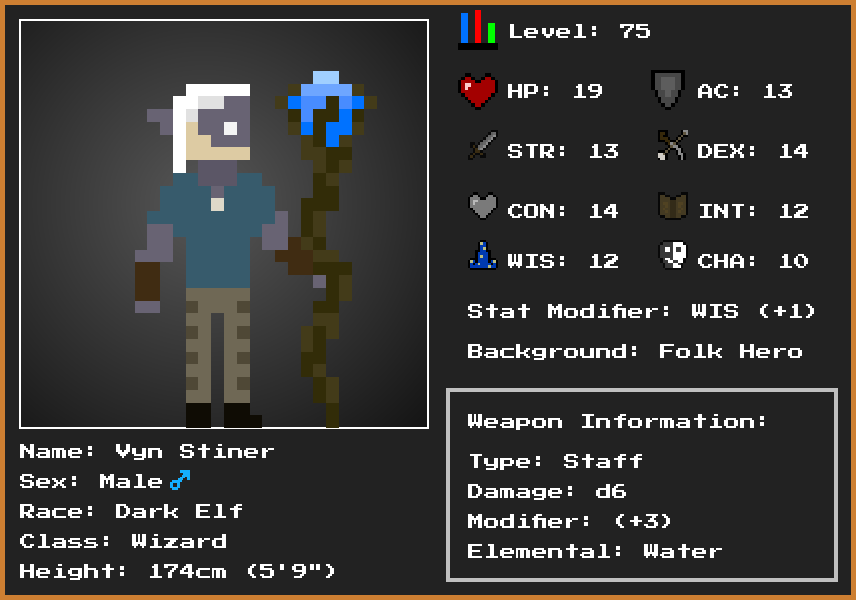 Level: 75
HP: 19
AC: 13
STR: 13
DEX: 14
CON: 14
INT: 12
WIS: 12
CHA: 10
Stat Modifier: WIS (+1)
Background: Folk Hero
Weapon Information:
Type: Staff
Damage: d6
Modifier: (+3)
Elemental: Water
Name: Vyn Stiner
Sex: Male♂
Race: Dark Elf
Class: Wizard
Height: 174cm (5'9")